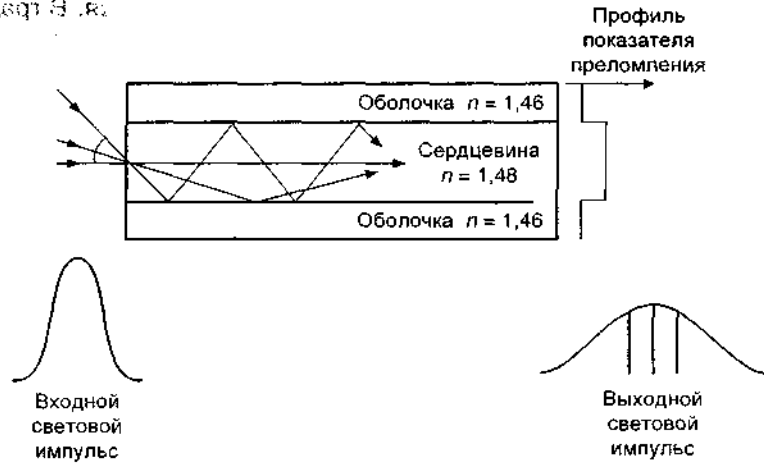 Профиль
показателя
преломления
Оболочка n = 1,46
Сердцевина
n = 1,48
Оболочка n = 1,46
Входной
световой
импульс
Выходной
световой
импульс